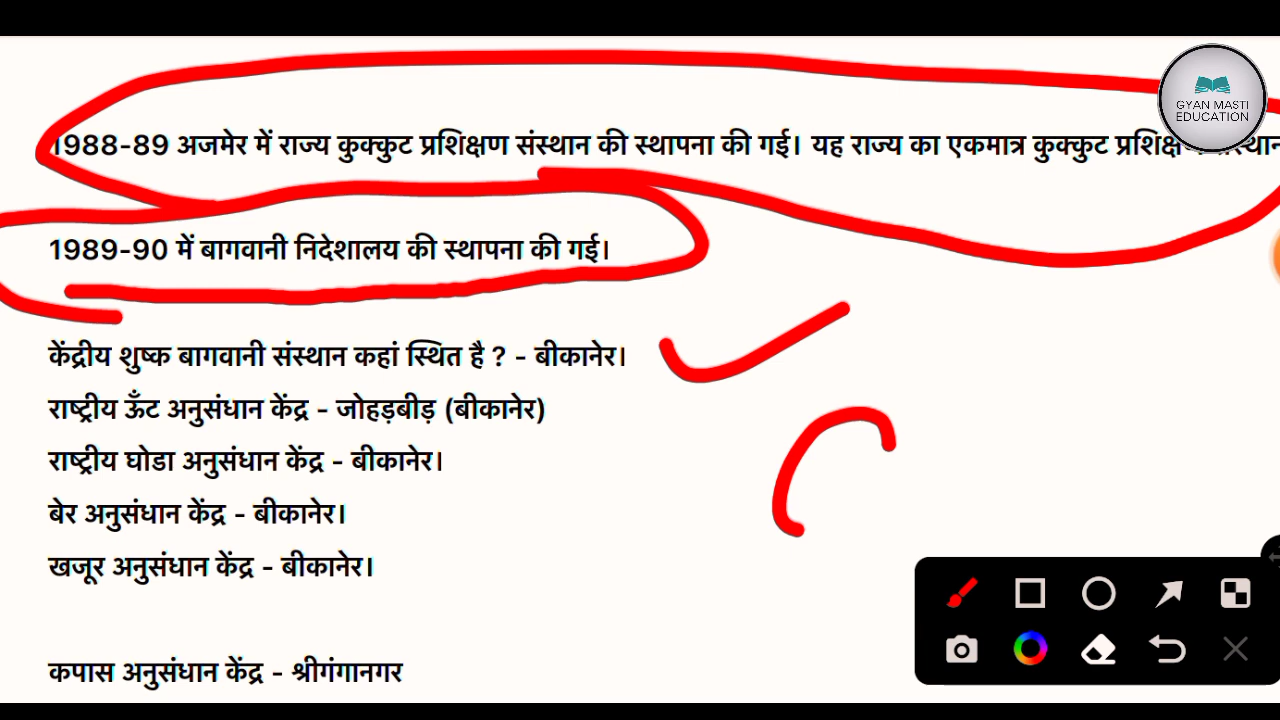 GYAN MASTI
EDUCATION
1988-89 अजमेर में राज्य कुक्कुट प्रशिक्षण संस्थान की स्थापना की गई। यह राज्य का एकमात्र कुक्कुट
1989-90 में बागवानी निदेशालय की स्थापना की गई।
केंद्रीय शुष्क बागवानी संस्थान कहां स्थित है ? - बीकानेर।
राष्ट्रीय ऊँट अनुसंधान केंद्र - जोहड़बीड़ (बीकानेर)
राष्ट्रीय घोडा अनुसंधान केंद्र - बीकानेर।
बेर अनुसंधान केंद्र - बीकानेर।
खजूर अनुसंधान केंद्र - बीकानेर।
कपास अनुसंधान केंद्र - श्रीगंगानगर